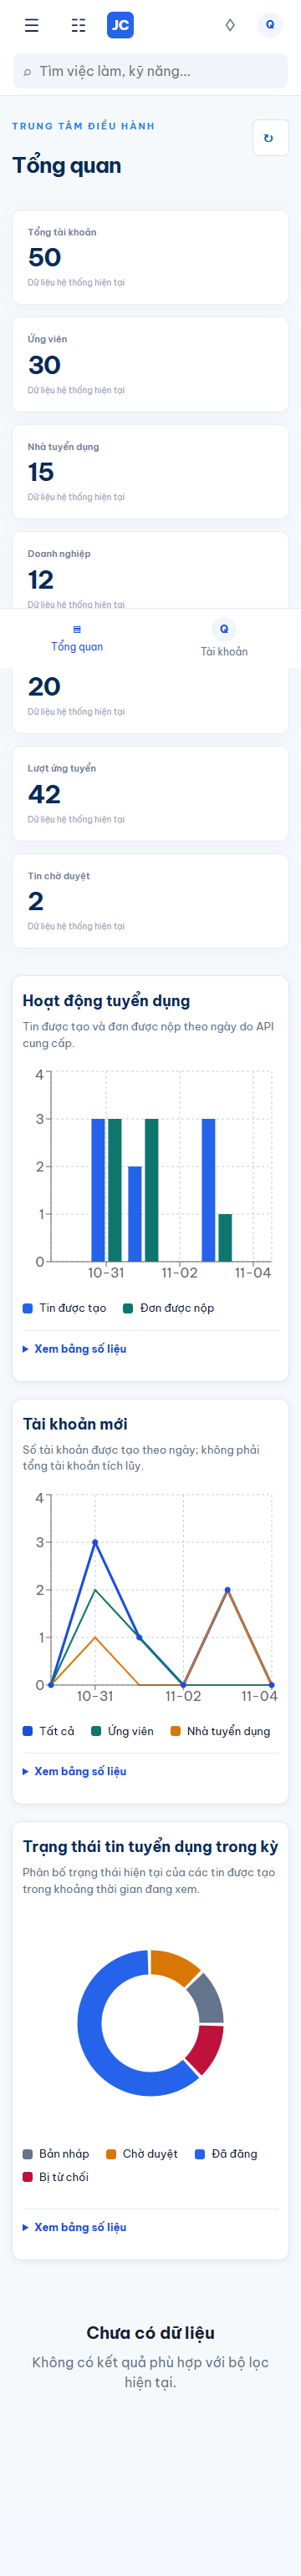 JC
Q
Tìm việc làm, kỹ năng...
TRUNG TÂM ĐIỀU HÀNH
Tổng quan
Tổng tài khoản
50
Dữ liệu hệ thống hiện tại
Ứng viên
30
Dữ liệu hệ thống hiện tại
Nhà tuyển dụng
15
Dữ liệu hệ thống hiện tại
Doanh nghiệp
12
Dữ liệu hệ thống hiện tại
Tổng quan
Q
Tài khoản
20
Dữ liệu hệ thống hiện tại
Lượt ứng tuyển
42
Dữ liệu hệ thống hiện tại
Tin chờ duyệt
2
Dữ liệu hệ thống hiện tại
Hoạt động tuyển dụng
Tin được tạo và đơn được nộp theo ngày do API
cung cấp.
4
3
2
1
0
10-31 11-02 11-04
Tin được tạo Đơn được nộp
Xem bảng số liệu
Tài khoản mới
Số tài khoản được tạo theo ngày; không phải
tổng tài khoản tích lũy.
4
3
2
1
0
10-31 11-02 11-04
Tất cả Ứng viên Nhà tuyển dụng
Xem bảng số liệu
Trạng thái tin tuyển dụng trong kỳ
Phân bố trạng thái hiện tại của các tin được tạo
trong khoảng thời gian đang xem.
Bản nháp Chờ duyệt Đã đăng
Bị từ chối
Xem bảng số liệu
Chưa có dữ liệu
Không có kết quả phù hợp với bộ lọc
hiện tại.